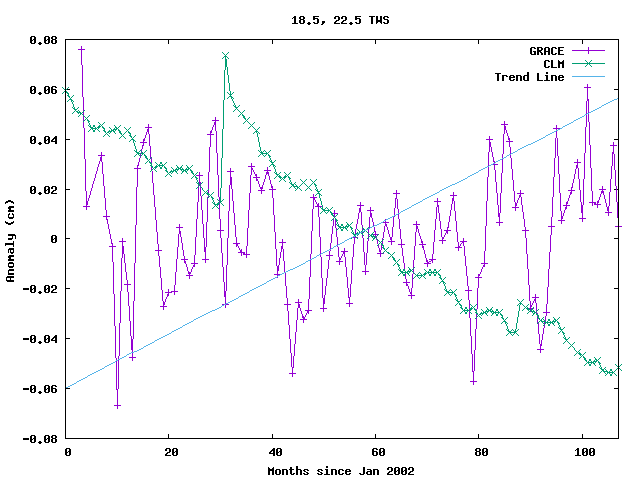 18.5, 22.5 TWS
GRACE
CLM
Trend Line
0.08
0.06
0.04
0.02
0
-0.02
-0.04
-0.06
-0.08
Anomaly (cm)
0 20 40 60 80 100
Months since Jan 2002